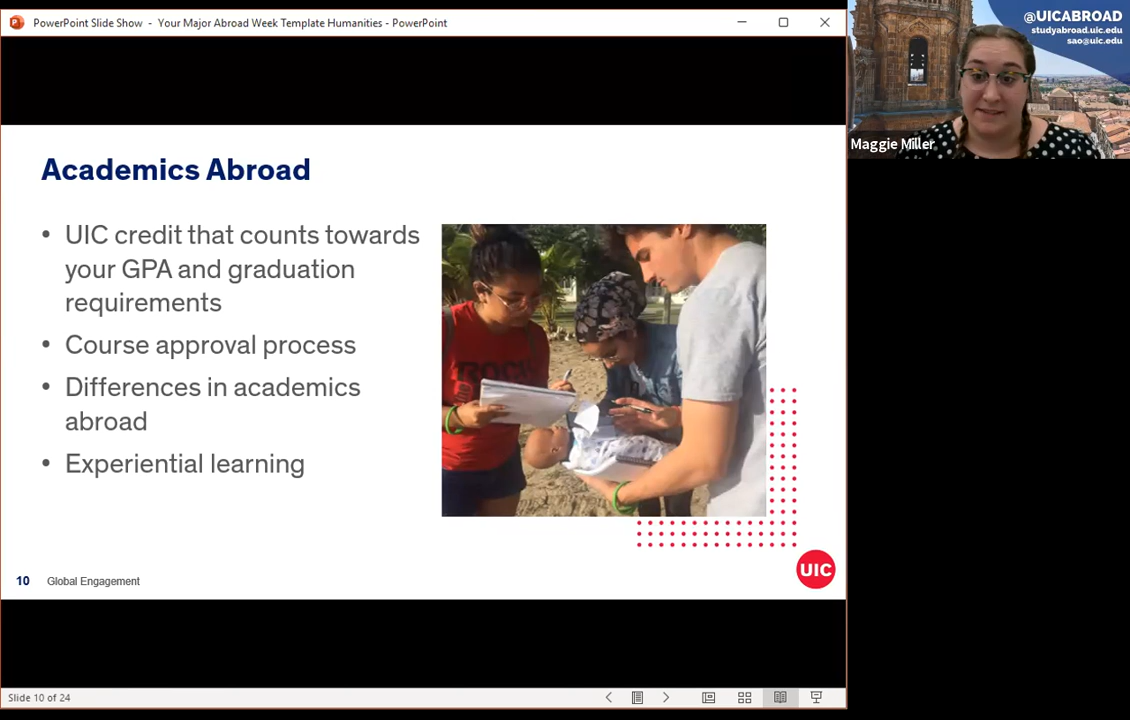 PowerPoint Slide Show - Your Major Abroad Week Template Humanities - PowerPoint
@UICABROAD
studyabroad.uic.edu
sao@uic.edu
Maggie Miller
Academics Abroad
• UIC credit that counts towards
your GPA and graduation
requirements
• Course approval process
• Differences in academics
abroad
• Experiential learning
10 Global Engagement
UIC
Slide 10 of 24